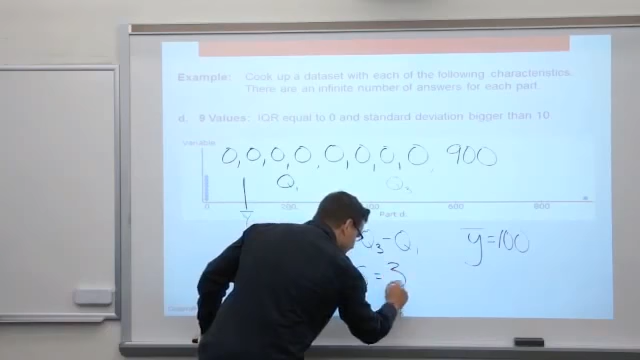 Example: Cook up a dataset with each of the following characteristics.
There are an infinite number of answers for each part.
d. 9 Values: IQR equal to 0 and standard deviation bigger than 10
Variable
0, 0, 0, 0, 0, 0, 0, 0, 900
Q₁
0 600 800
Part d.
Q₃ - Q₁
ȳ = 100
= 3